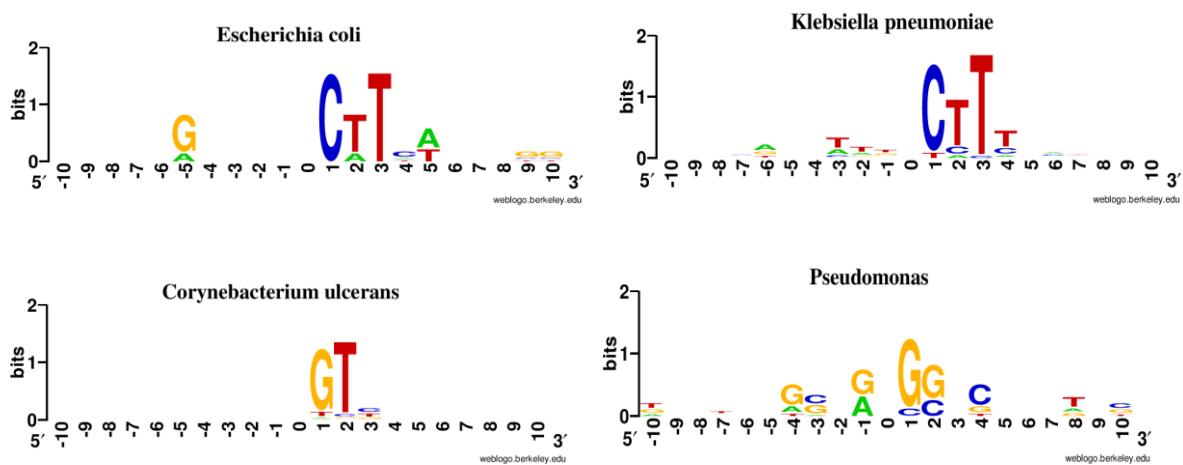 Escherichia coli
2
bits
1
0
G
A
C
T
A
T
C
A
T
G
G
5′ -10 -9 -8 -7 -6 -5 -4 -3 -2 -1 0 1 2 3 4 5 6 7 8 9 10 3′
weblogo.berkeley.edu
Klebsiella pneumoniae
2
bits
1
0
A
G
T
A
T
T
C
T
C
T
T
C
5′ -10 -9 -8 -7 -6 -5 -4 -3 -2 -1 0 1 2 3 4 5 6 7 8 9 10 3′
weblogo.berkeley.edu
Corynebacterium ulcerans
2
bits
1
0
G
T
T
C
C
T
5′ -10 -9 -8 -7 -6 -5 -4 -3 -2 -1 0 1 2 3 4 5 6 7 8 9 10 3′
weblogo.berkeley.edu
Pseudomonas
2
bits
1
0
T
G
G
A
C
G
G
A
G
C
G
C
C
G
T
A
C
G
5′ -10 -9 -8 -7 -6 -5 -4 -3 -2 -1 0 1 2 3 4 5 6 7 8 9 10 3′
weblogo.berkeley.edu